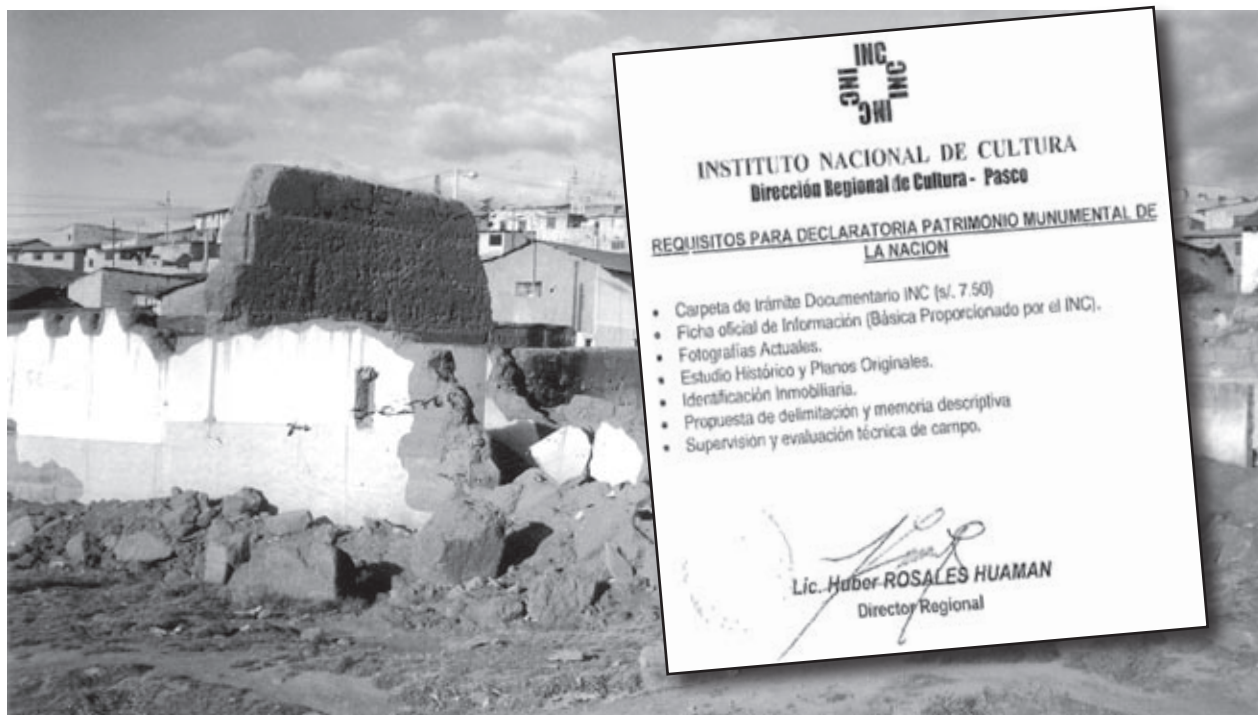 INC
INC
INC
INC
INSTITUTO NACIONAL DE CULTURA
Dirección Regional de Cultura - Pasco
REQUISITOS PARA DECLARATORIA PATRIMONIO MUNUMENTAL DE
LA NACION
• Carpeta de trámite Documentario INC (s/. 7.50)
• Ficha oficial de Información (Básica Proporcionado por el INC).
• Fotografías Actuales.
• Estudio Histórico y Planos Originales.
• Identificación Inmobiliaria.
• Propuesta de delimitación y memoria descriptiva
• Supervisión y evaluación técnica de campo.
Lic. Huber ROSALES HUAMAN
Director Regional